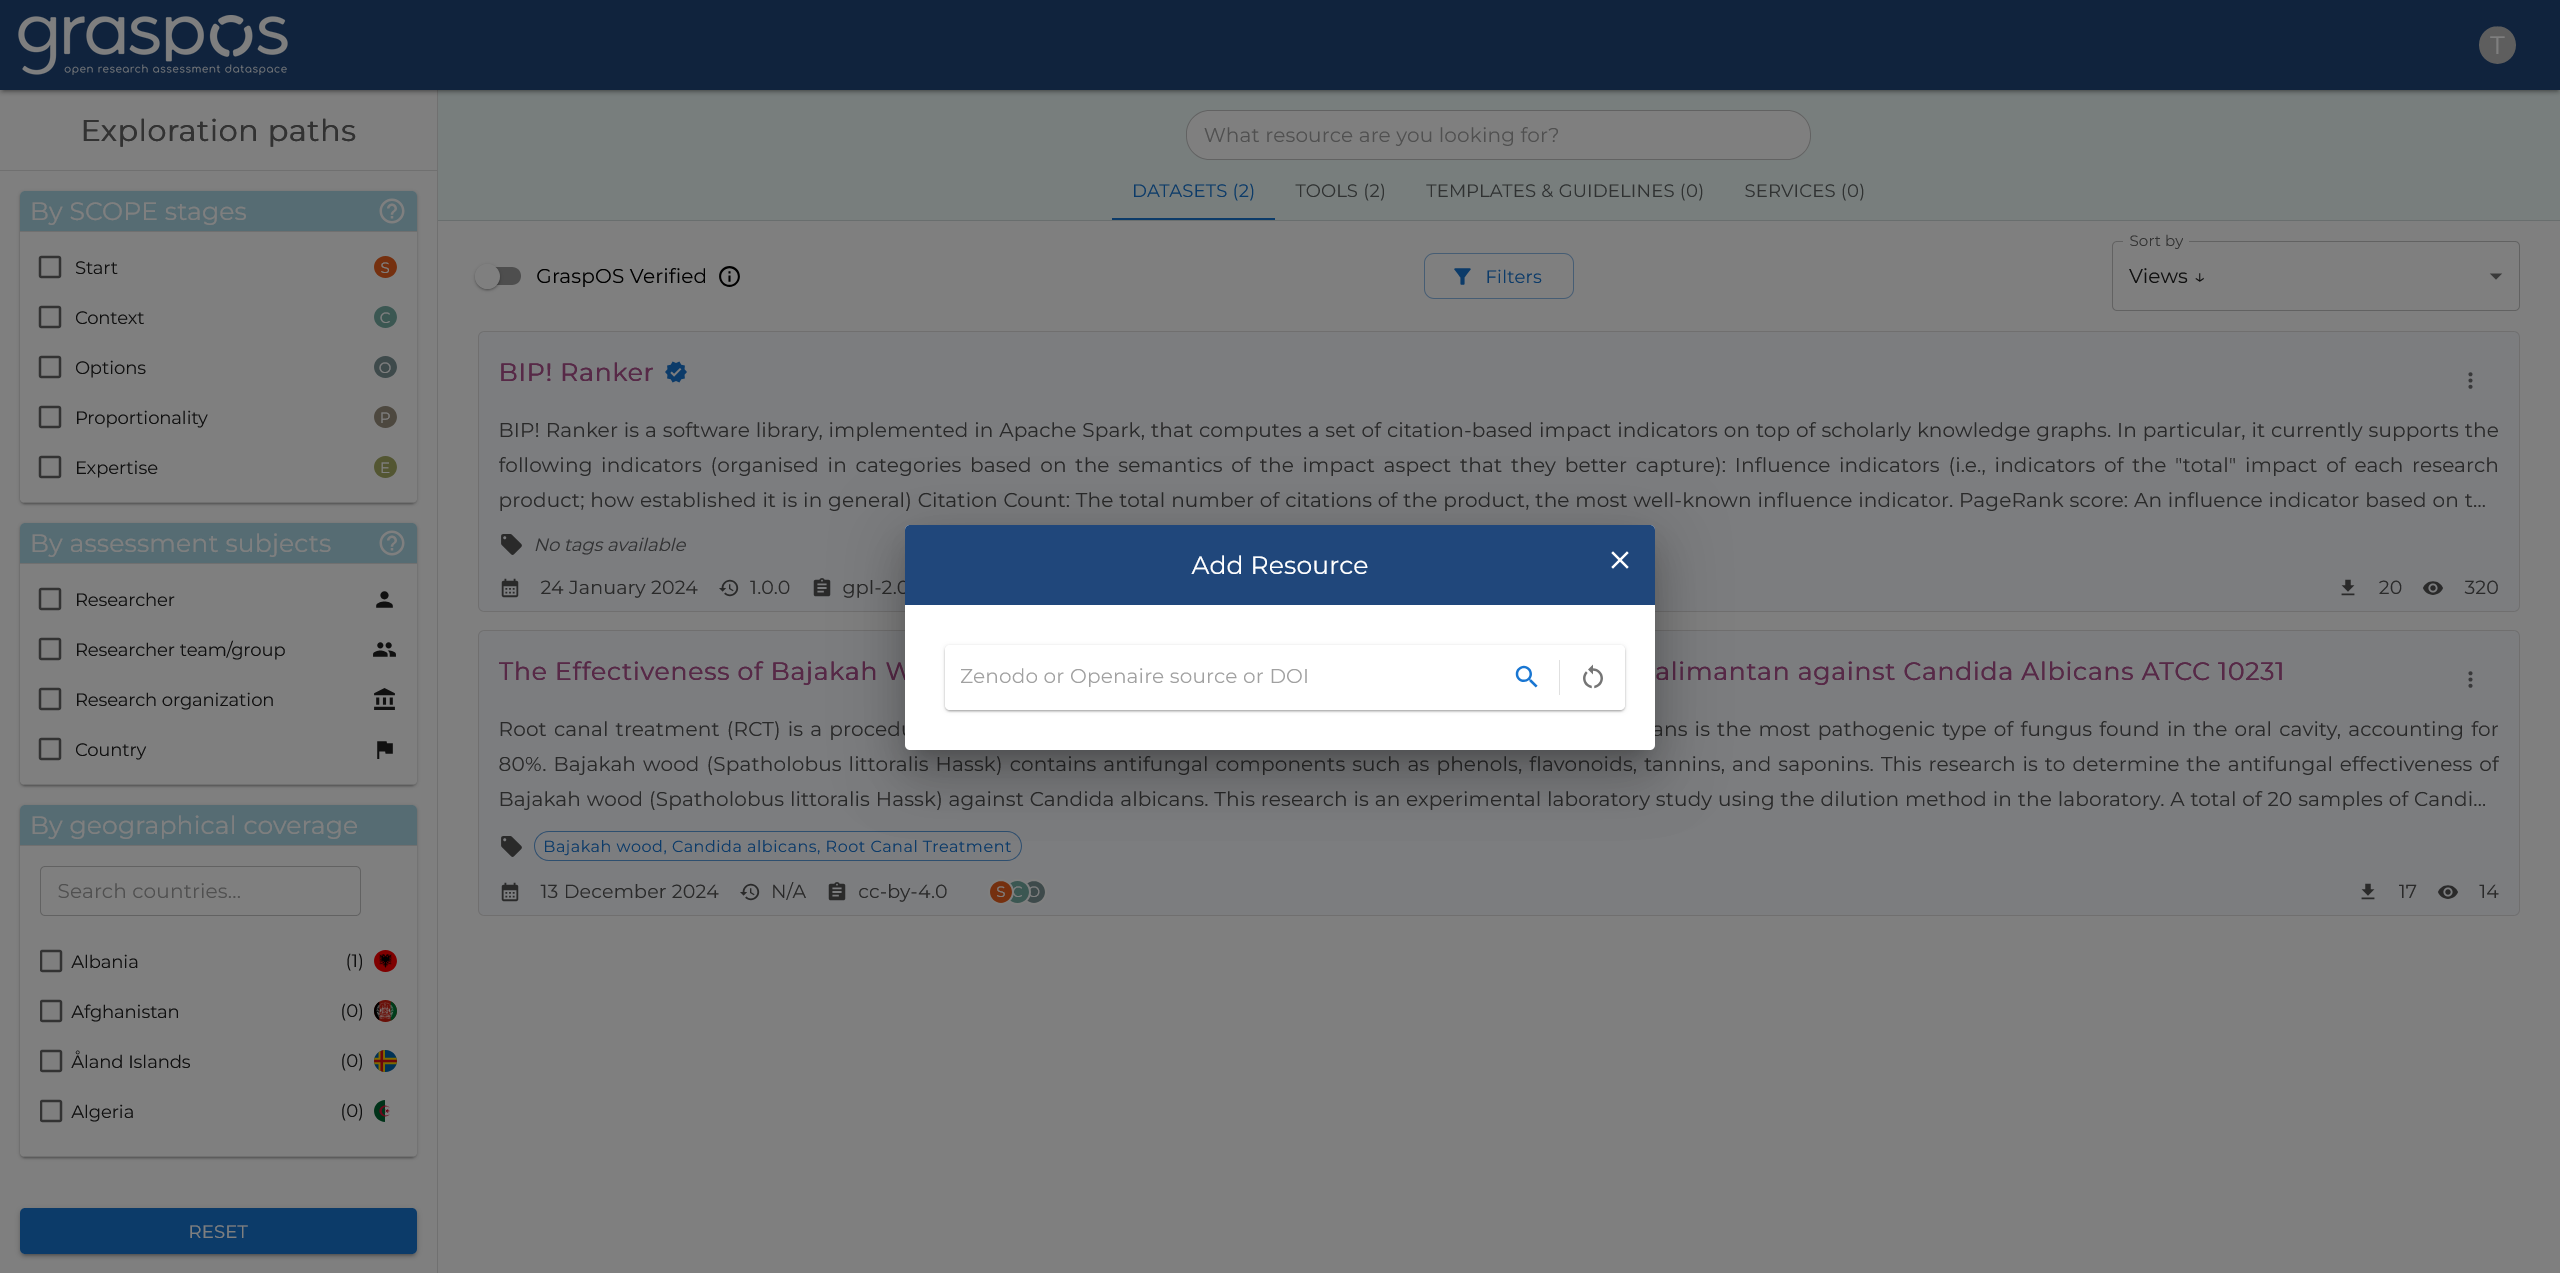 graspos
open research assessment dataspace
T
Exploration paths
By SCOPE stages
Start S
Context C
Options O
Proportionality P
Expertise E
By assessment subjects
Researcher
Researcher team/group
Research organization
Country
By geographical coverage
Search countries...
Albania (1)
Afghanistan (0)
Åland Islands (0)
Algeria (0)
RESET
What resource are you looking for?
DATASETS (2) TOOLS (2) TEMPLATES & GUIDELINES (0) SERVICES (0)
GraspOS Verified
Filters
Sort by
Views ↓
BIP! Ranker
BIP! Ranker is a software library, implemented in Apache Spark, that computes a set of citation-based impact indicators on top of scholarly knowledge graphs. In particular, it currently supports the
following indicators (organised in categories based on the semantics of the impact aspect that they better capture): Influence indicators (i.e., indicators of the "total" impact of each research
product; how established it is in general) Citation Count: The total number of citations of the product, the most well-known influence indicator. PageRank score: An influence indicator based on t...
No tags available
24 January 2024 1.0.0 gpl-2.0 20 320
Add Resource
Zenodo or Openaire source or DOI
The Effectiveness of Bajakah alimantan against Candida Albicans ATCC 10231
Root canal treatment (RCT) is a ans is the most pathogenic type of fungus found in the oral cavity, accounting for
80%. Bajakah wood (Spatholobus littoralis Hassk) contains antifungal components such as phenols, flavonoids, tannins, and saponins. This research is to determine the antifungal effectiveness of
Bajakah wood (Spatholobus littoralis Hassk) against Candida albicans. This research is an experimental laboratory study using the dilution method in the laboratory. A total of 20 samples of Candi...
Bajakah wood, Candida albicans, Root Canal Treatment
13 December 2024 N/A cc-by-4.0 S C O 17 14